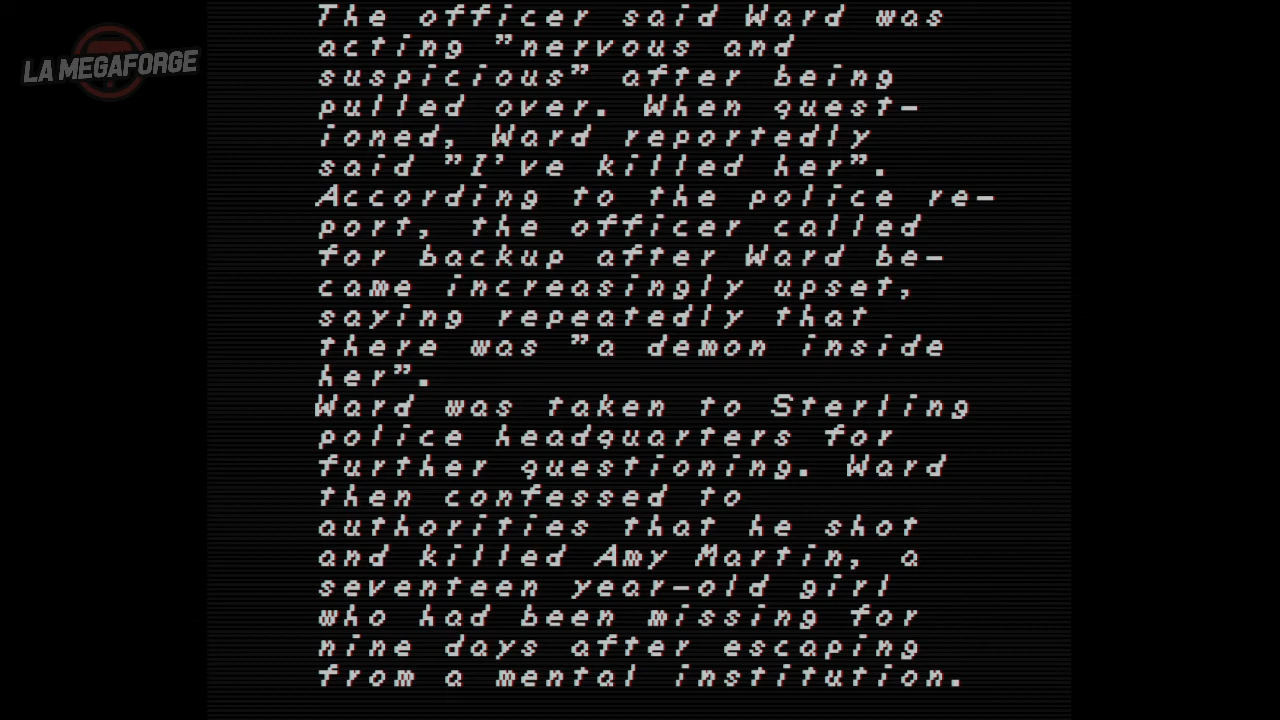 LA MEGAFORGE
The officer said Ward was
acting "nervous and
suspicious" after being
pulled over. When quest-
ioned, Ward reportedly
said "I've killed her".
According to the police re-
port, the officer called
for backup after Ward be-
came increasingly upset,
saying repeatedly that
there was "a demon inside
her".
Ward was taken to Sterling
police headquarters for
further questioning. Ward
then confessed to
authorities that he shot
and killed Amy Martin, a
seventeen year-old girl
who had been missing for
nine days after escaping
from a mental institution.